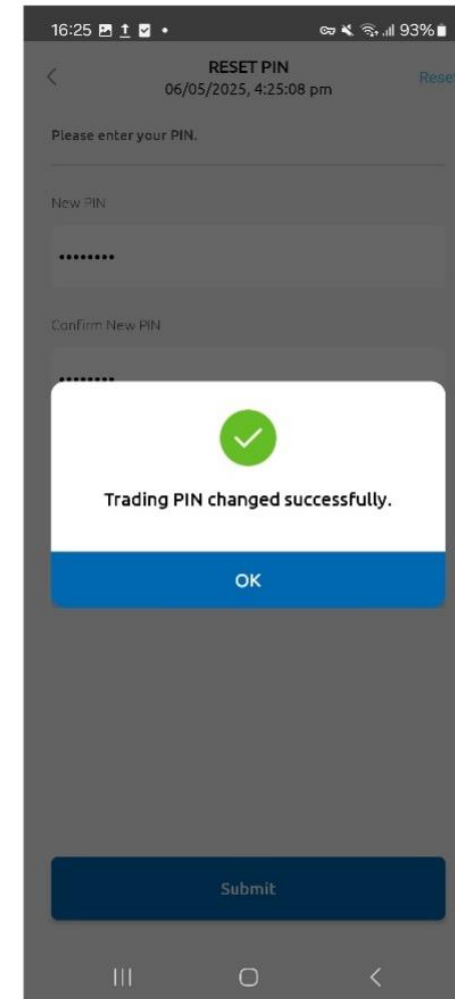 16:25
93%
RESET PIN
06/05/2025, 4:25:08 pm
Reset
Please enter your PIN.
New PIN
••••••••
Confirm New PIN
••••••••
Trading PIN changed successfully.
OK
Submit